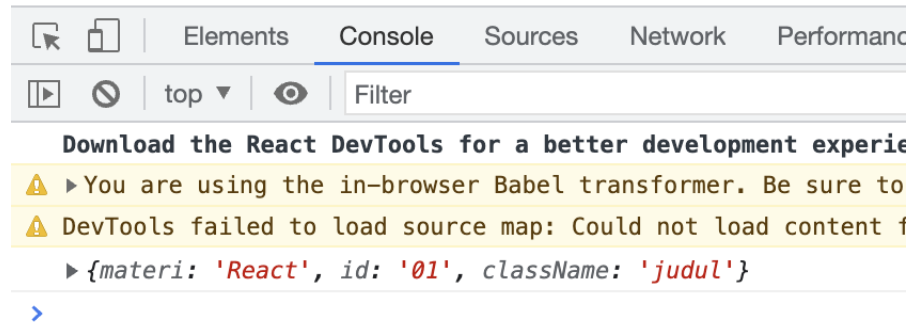 Elements Console Sources Network Performanc
top ▼ Filter
Download the React DevTools for a better development experie
▶You are using the in-browser Babel transformer. Be sure to
DevTools failed to load source map: Could not load content f
▶{materi: 'React', id: '01', className: 'judul'}
>